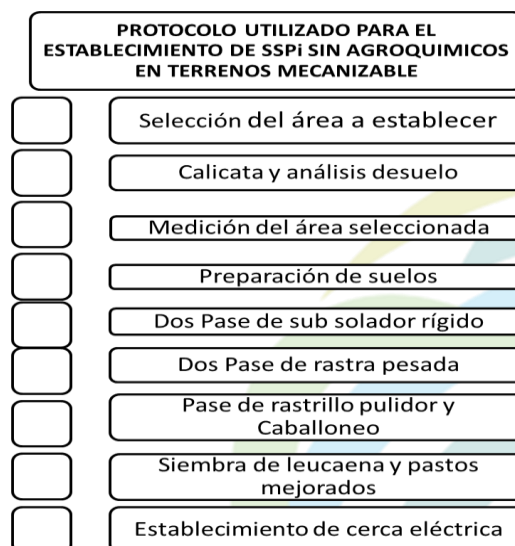 PROTOCOLO UTILIZADO PARA EL
ESTABLECIMIENTO DE SSPi SIN AGROQUIMICOS
EN TERRENOS MECANIZABLE
Selección del área a establecer
Calicata y análisis desuelo
Medición del área seleccionada
Preparación de suelos
Dos Pase de sub solador rígido
Dos Pase de rastra pesada
Pase de rastrillo pulidor y
Caballoneo
Siembra de leucaena y pastos
mejorados
Establecimiento de cerca eléctrica